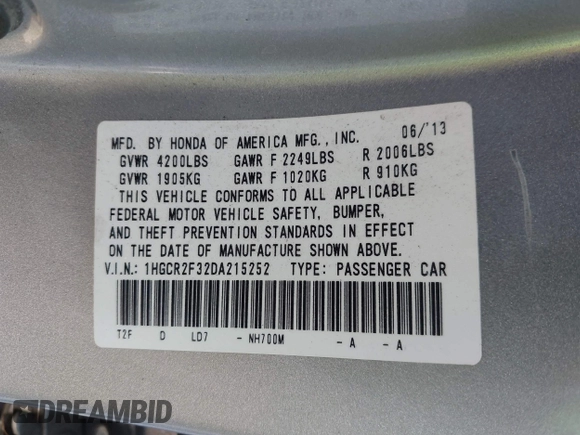 MFD. BY HONDA OF AMERICA MFG., INC. 06/'13
GVWR 4200LBS GAWR F 2249LBS R 2006LBS
GVWR 1905KG GAWR F 1020KG R 910KG
THIS VEHICLE CONFORMS TO ALL APPLICABLE
FEDERAL MOTOR VEHICLE SAFETY, BUMPER,
AND THEFT PREVENTION STANDARDS IN EFFECT
ON THE DATE OF MANUFACTURE SHOWN ABOVE.
V.I.N.: 1HGCR2F32DA215252 TYPE: PASSENGER CAR
T2F D LD7 - NH700M - A - A
DREAMBID